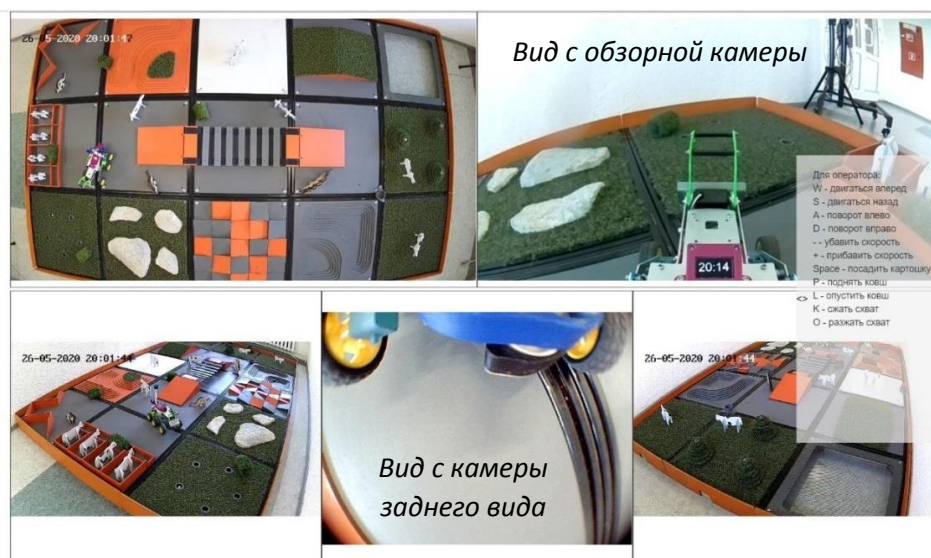 26-05-2020 20:01:47
Вид с обзорной камеры
Для оператора:
W - двигаться вперед
S - двигаться назад
A - поворот влево
D - поворот вправо
- - убавить скорость
+ - прибавить скорость
Space - посадить картошку
P - поднять ковш
L - опустить ковш
K - сжать схват
O - разжать схват
20:14
<>
26-05-2020 20:01:44
Вид с камеры
заднего вида
26-05-2020 20:01:44